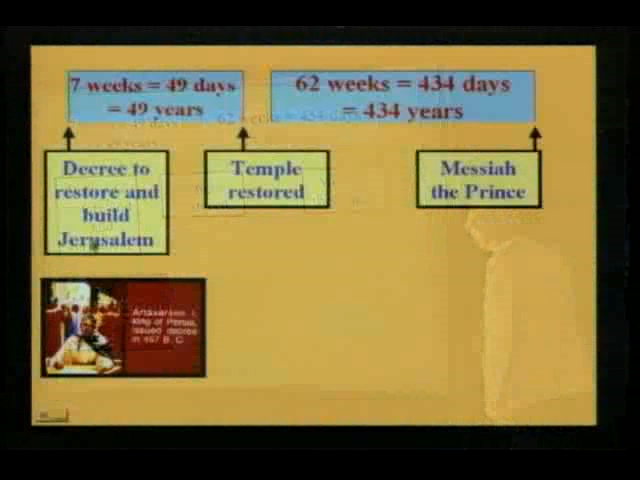 7 weeks = 49 days
= 49 years
62 weeks = 434 days
= 434 years
Decree to
restore and
build
Jerusalem
Temple
restored
Messiah
the Prince
Artaxerxes I,
king of Persia,
issued decree
in 457 B.C.